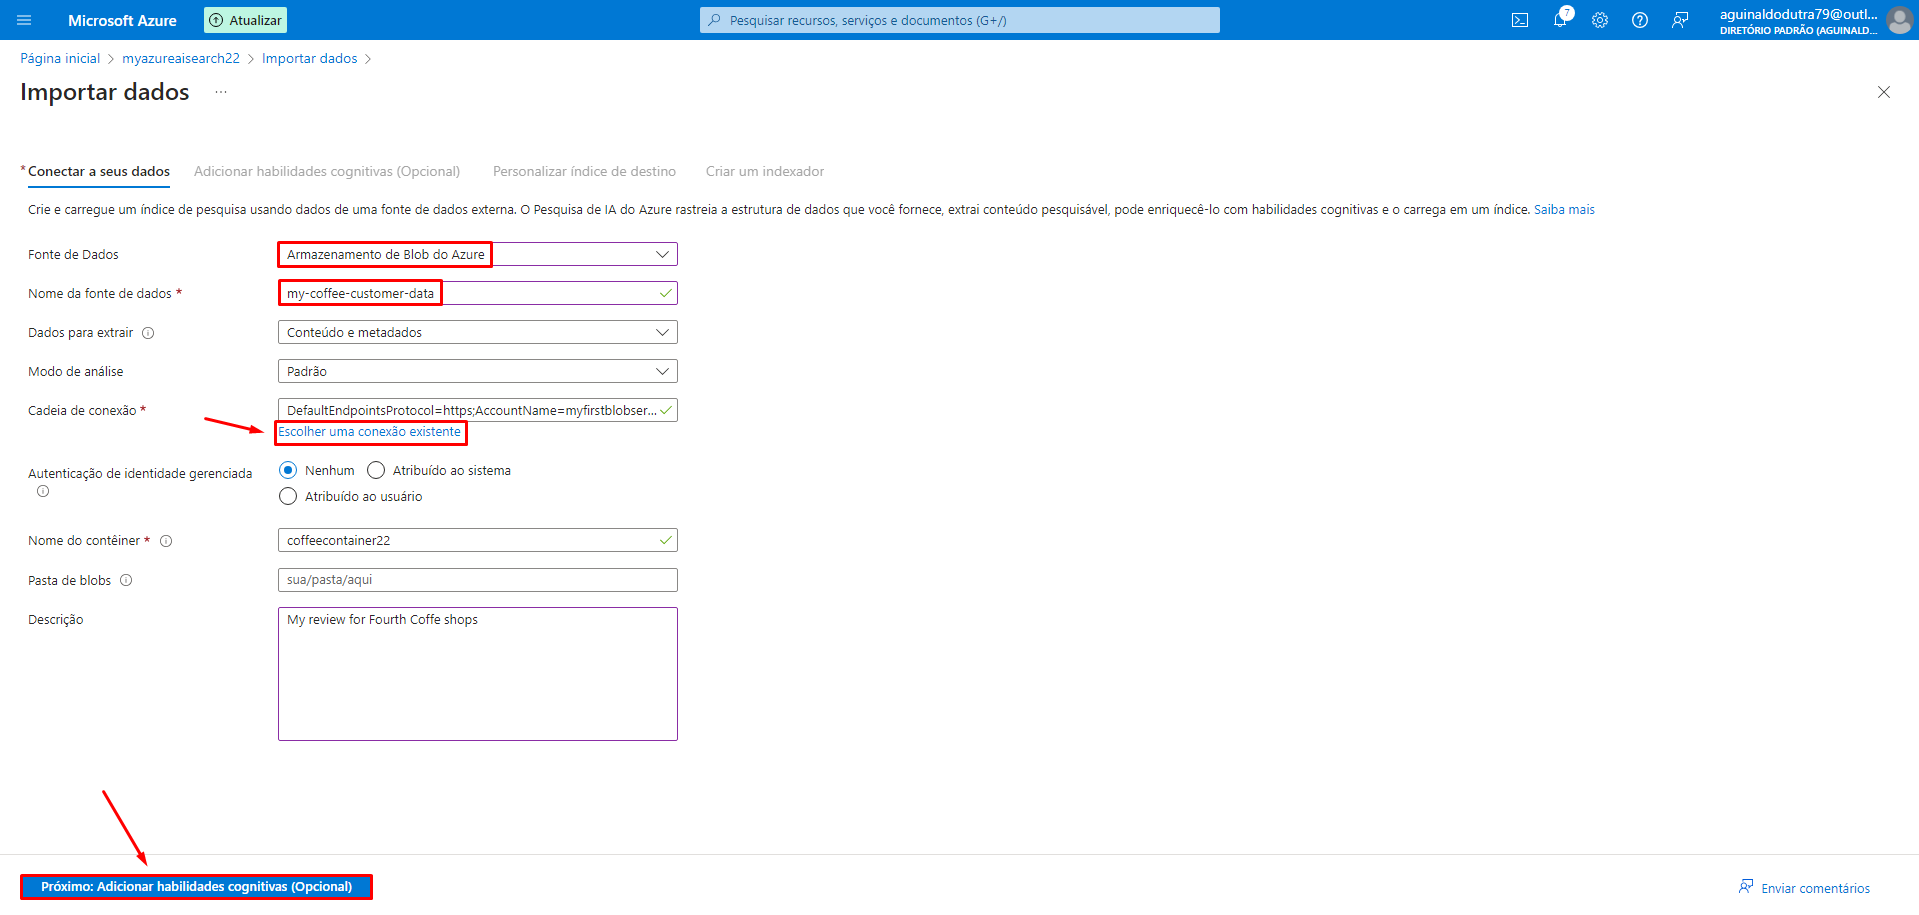 Microsoft Azure
Atualizar
Pesquisar recursos, serviços e documentos (G+/)
7
aguinaldodutra79@outl...
DIRETÓRIO PADRÃO (AGUINALD...
Página inicial > myazureaisearch22 > Importar dados >
Importar dados ...
* Conectar a seus dados Adicionar habilidades cognitivas (Opcional) Personalizar índice de destino Criar um indexador
Crie e carregue um índice de pesquisa usando dados de uma fonte de dados externa. O Pesquisa de IA do Azure rastreia a estrutura de dados que você fornece, extrai conteúdo pesquisável, pode enriquecê-lo com habilidades cognitivas e o carrega em um índice. Saiba mais
Fonte de Dados Armazenamento de Blob do Azure
Nome da fonte de dados * my-coffee-customer-data
Dados para extrair Conteúdo e metadados
Modo de análise Padrão
Cadeia de conexão * DefaultEndpointsProtocol=https;AccountName=myfirstblobser...
Escolher uma conexão existente
Autenticação de identidade gerenciada Nenhum Atribuído ao sistema
Atribuído ao usuário
Nome do contêiner * coffeecontainer22
Pasta de blobs sua/pasta/aqui
Descrição My review for Fourth Coffe shops
Próximo: Adicionar habilidades cognitivas (Opcional)
Enviar comentários